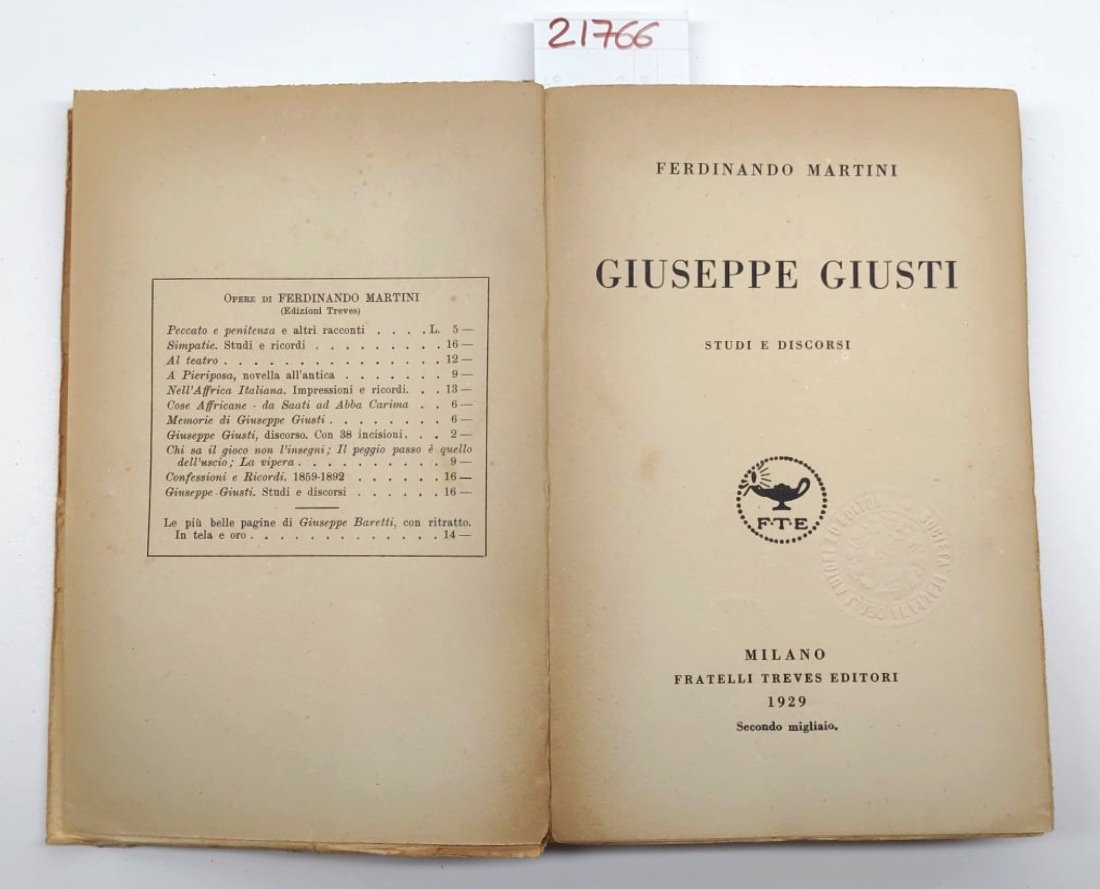 21766
OPERE DI FERDINANDO MARTINI
(Edizioni Treves)
Peccato e penitenza e altri racconti . . . . L. 5 —
Simpatie. Studi e ricordi . . . . . . . . . 16 —
Al teatro . . . . . . . . . . . . . . . . 12 —
A Pieriposa, novella all'antica . . . . . . . 9 —
Nell'Affrica Italiana. Impressioni e ricordi. . . 13 —
Cose Affricane - da Saati ad Abba Carima . . 6 —
Memorie di Giuseppe Giusti . . . . . . . . 6 —
Giuseppe Giusti, discorso. Con 38 incisioni. . . 2 —
Chi sa il gioco non l'insegni; Il peggio passo è quello
dell'uscio; La vipera . . . . . . . . . . 9 —
Confessioni e Ricordi. 1859-1892 . . . . . . 16 —
Giuseppe Giusti. Studi e discorsi . . . . . . 16 —
Le più belle pagine di Giuseppe Baretti, con ritratto.
In tela e oro . . . . . . . . . . . . . 14 —
FERDINANDO MARTINI
GIUSEPPE GIUSTI
STUDI E DISCORSI
F·T·E
MILANO
FRATELLI TREVES EDITORI
1929
Secondo migliaio.